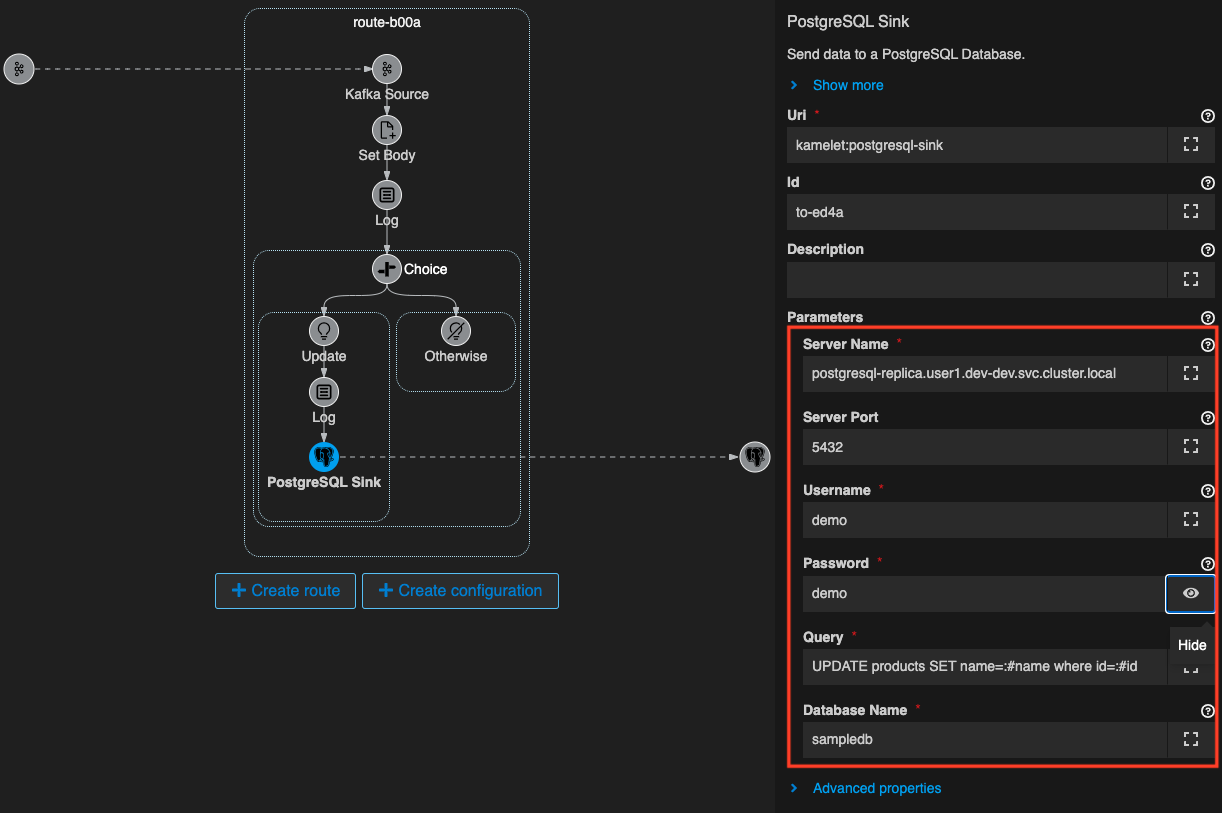 route-b00a
Kafka Source
Set Body
Log
Choice
Update
Otherwise
Log
PostgreSQL Sink
Create route
Create configuration
PostgreSQL Sink
Send data to a PostgreSQL Database.
Show more
Uri *
kamelet:postgresql-sink
Id
to-ed4a
Description
Parameters
Server Name *
postgresql-replica.user1.dev-dev.svc.cluster.local
Server Port
5432
Username *
demo
Password *
demo
Query *
Hide
UPDATE products SET name=:#name where id=:#id
Database Name *
sampledb
Advanced properties